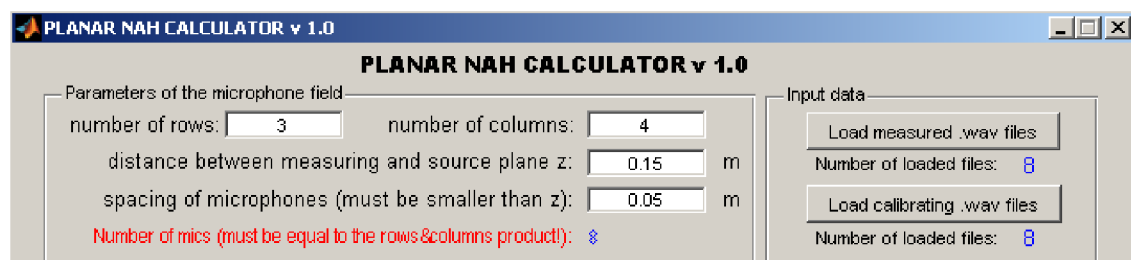 PLANAR NAH CALCULATOR v 1.0
PLANAR NAH CALCULATOR v 1.0
Parameters of the microphone field
number of rows: 3 number of columns: 4
distance between measuring and source plane z: 0.15 m
spacing of microphones (must be smaller than z): 0.05 m
Number of mics (must be equal to the rows&columns product!): 8
Input data
Load measured .wav files
Number of loaded files: 8
Load calibrating .wav files
Number of loaded files: 8